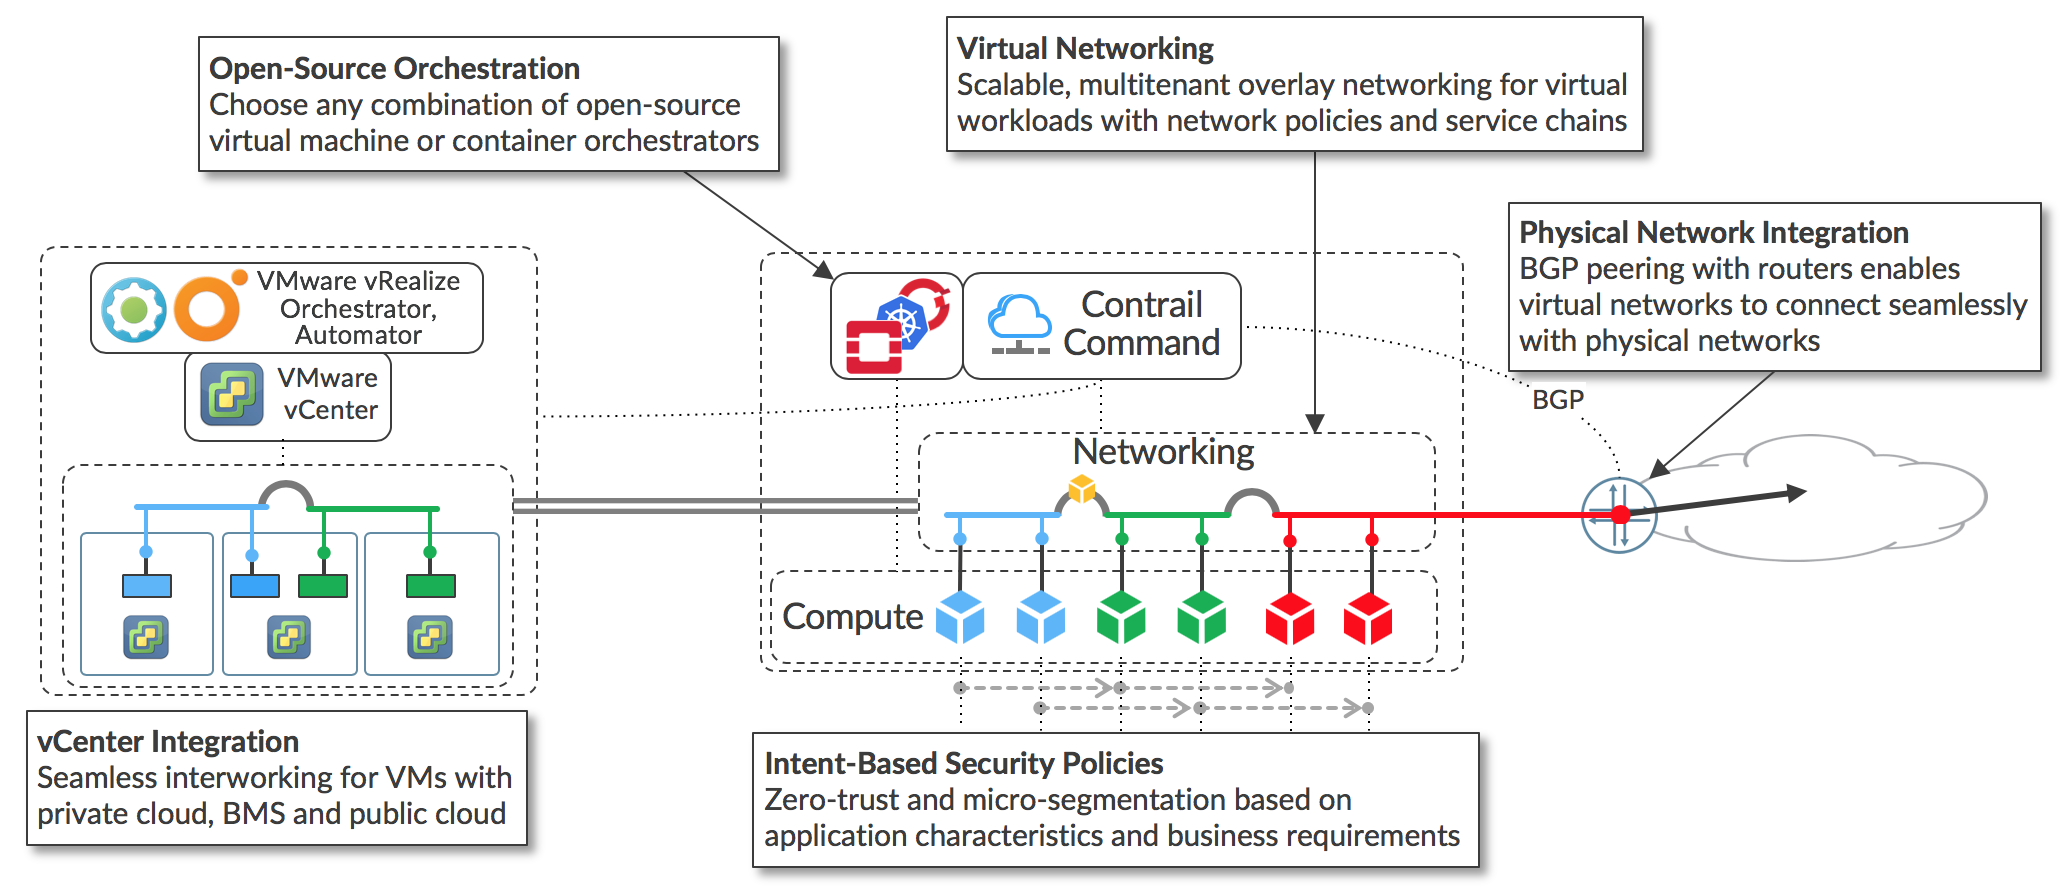 Open-Source Orchestration
Choose any combination of open-source
virtual machine or container orchestrators
Virtual Networking
Scalable, multitenant overlay networking for virtual
workloads with network policies and service chains
Physical Network Integration
BGP peering with routers enables
virtual networks to connect seamlessly
with physical networks
VMware vRealize
Orchestrator,
Automator
VMware
vCenter
Contrail
Command
BGP
Networking
Compute
vCenter Integration
Seamless interworking for VMs with
private cloud, BMS and public cloud
Intent-Based Security Policies
Zero-trust and micro-segmentation based on
application characteristics and business requirements